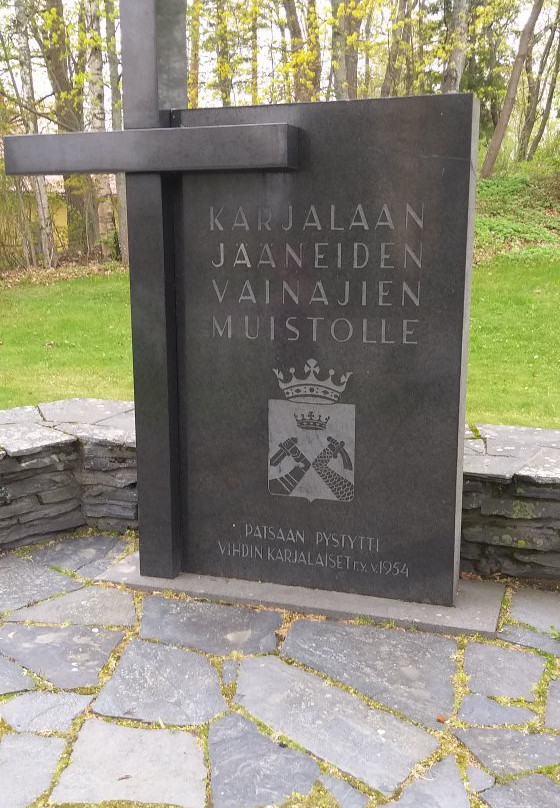 KARJALAAN
JÄÄNEIDEN
VAINAJIEN
MUISTOLLE
PATSAAN PYSTYTTI
VIHDIN KARJALAISET r.y. v. 1954